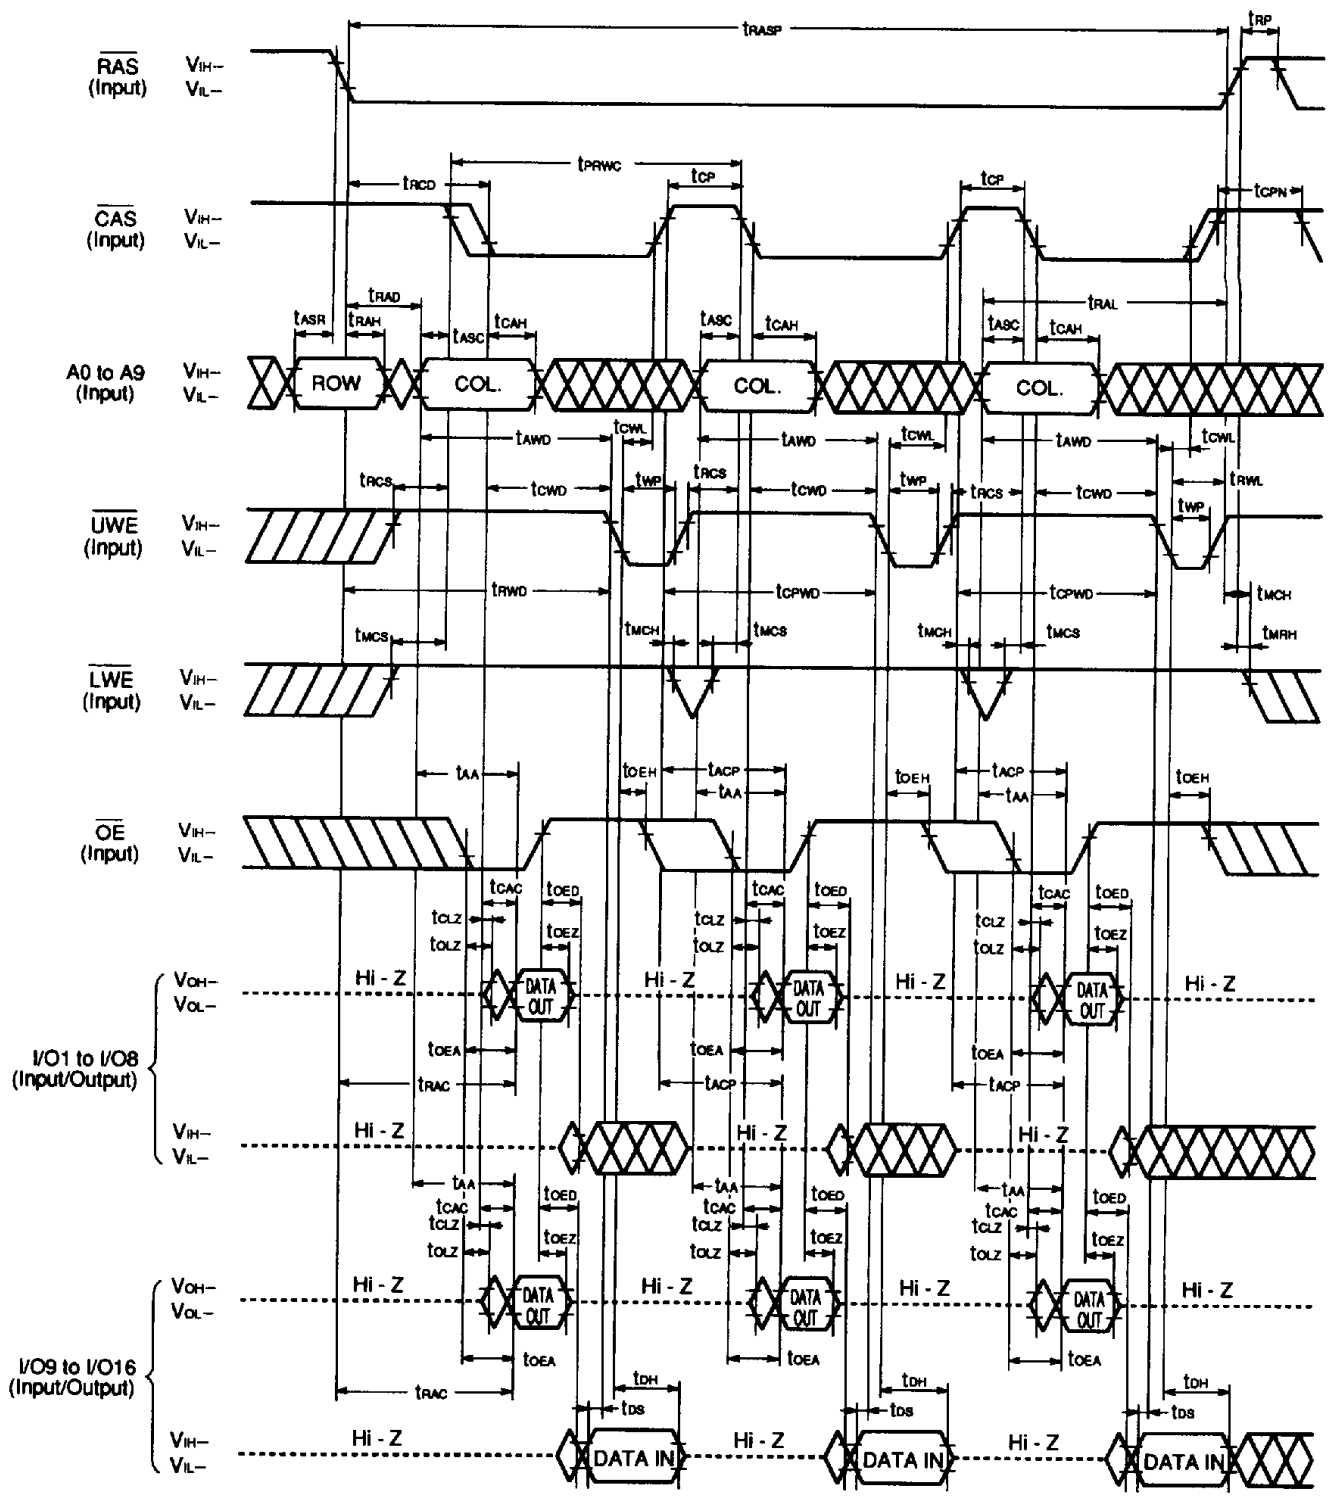 tRASP tRP
RAS VIH–
(Input) VIL–
tPRWC
tRCD tCP tCP tCPN
CAS VIH–
(Input) VIL–
tRAD tRAL
tASR tRAH tASC tCAH tASC tCAH tASC tCAH
A0 to A9 VIH–
(Input) VIL–
ROW COL. COL. COL.
tAWD tCWL tAWD tCWL tAWD tCWL
tRCS tCWD tWP tRCS tCWD tWP tRCS tCWD tRWL
tWP
UWE VIH–
(Input) VIL–
tRWD tCPWD tCPWD tMCH
tMCS tMCH tMCS tMCH tMCS tMRH
LWE VIH–
(Input) VIL–
tAA tOEH tACP tOEH tACP tOEH
tAA tAA
OE VIH–
(Input) VIL–
tCAC tOED tCAC tOED tCAC tOED
tCLZ tCLZ tCLZ
tOLZ tOEZ tOLZ tOEZ tOLZ tOEZ
VOH– Hi - Z DATA OUT Hi - Z DATA OUT Hi - Z DATA OUT Hi - Z
VOL–
I/O1 to I/O8
(Input/Output)
tOEA tOEA tOEA
tRAC tACP tACP
VIH– Hi - Z Hi - Z Hi - Z
VIL–
tAA tOED tAA tOED tAA tOED
tCAC tCAC tCAC
tCLZ tCLZ tCLZ
tOLZ tOEZ tOLZ tOEZ tOLZ tOEZ
VOH– Hi - Z DATA OUT Hi - Z DATA OUT Hi - Z DATA OUT Hi - Z
VOL–
I/O9 to I/O16
(Input/Output)
tOEA tOEA tOEA
tRAC tDH tDH tDH
tDS tDS tDS
VIH– Hi - Z DATA IN Hi - Z DATA IN Hi - Z DATA IN
VIL–